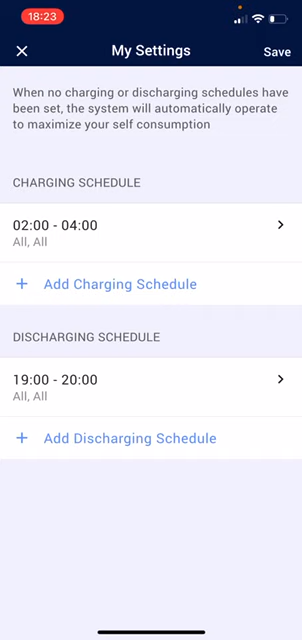 18:23
My Settings
Save
When no charging or discharging schedules have
been set, the system will automatically operate
to maximize your self consumption
CHARGING SCHEDULE
02:00 - 04:00
All, All
+ Add Charging Schedule
DISCHARGING SCHEDULE
19:00 - 20:00
All, All
+ Add Discharging Schedule